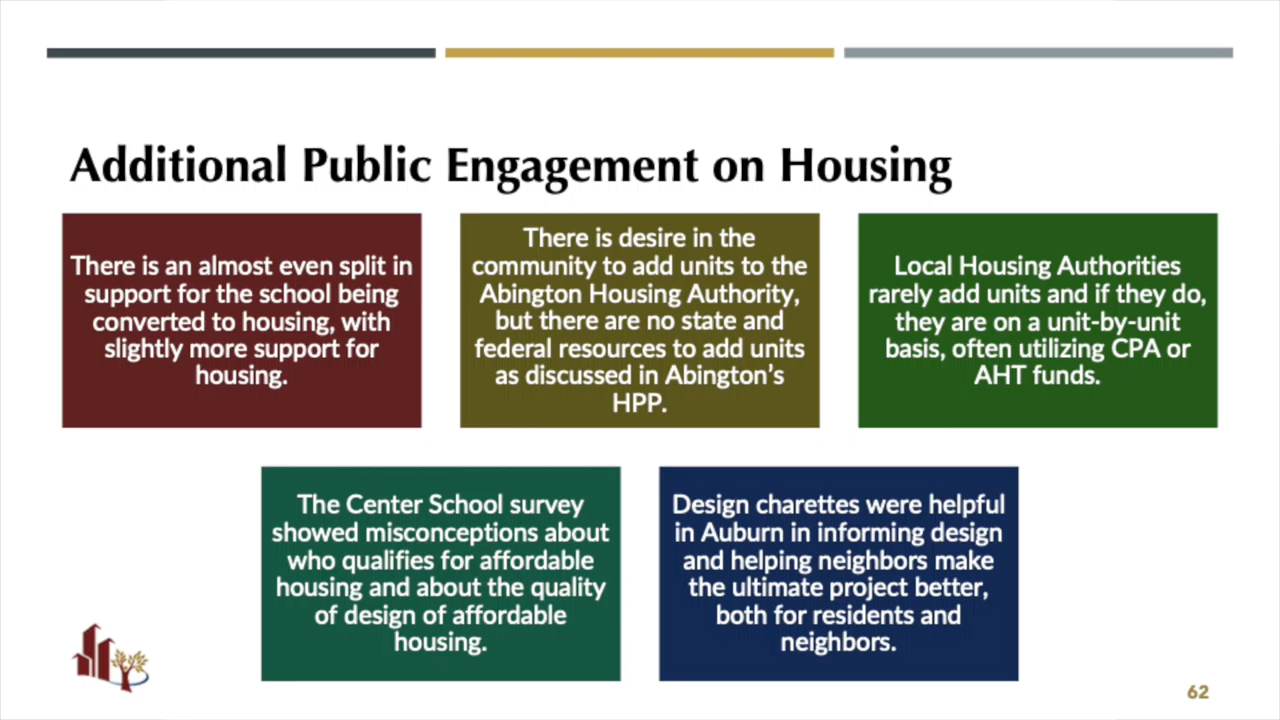 Additional Public Engagement on Housing
There is an almost even split in
support for the school being
converted to housing, with
slightly more support for
housing.
There is desire in the
community to add units to the
Abington Housing Authority,
but there are no state and
federal resources to add units
as discussed in Abington's
HPP.
Local Housing Authorities
rarely add units and if they do,
they are on a unit-by-unit
basis, often utilizing CPA or
AHT funds.
The Center School survey
showed misconceptions about
who qualifies for affordable
housing and about the quality
of design of affordable
housing.
Design charettes were helpful
in Auburn in informing design
and helping neighbors make
the ultimate project better,
both for residents and
neighbors.
62